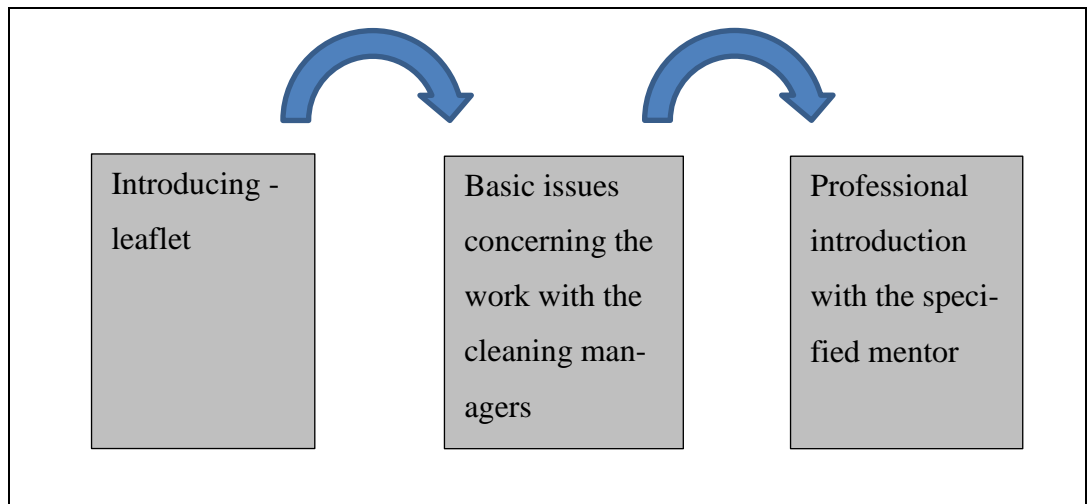 Introducing -
leaflet
Basic issues
concerning the
work with the
cleaning man-
agers
Professional
introduction
with the speci-
fied mentor